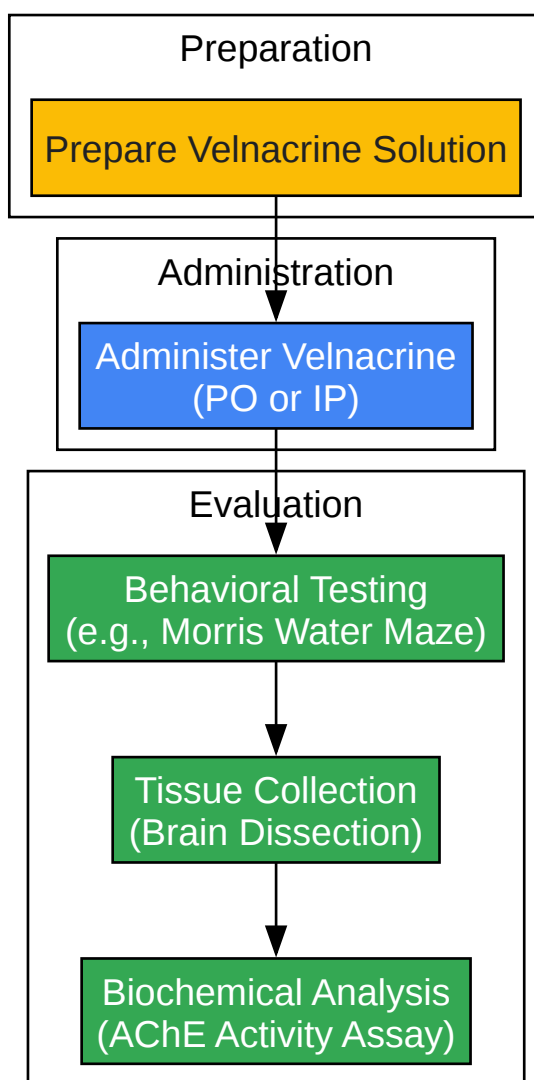 Preparation
Prepare Velnacrine Solution
Administration
Administer Velnacrine
(PO or IP)
Evaluation
Behavioral Testing
(e.g., Morris Water Maze)
Tissue Collection
(Brain Dissection)
Biochemical Analysis
(AChE Activity Assay)